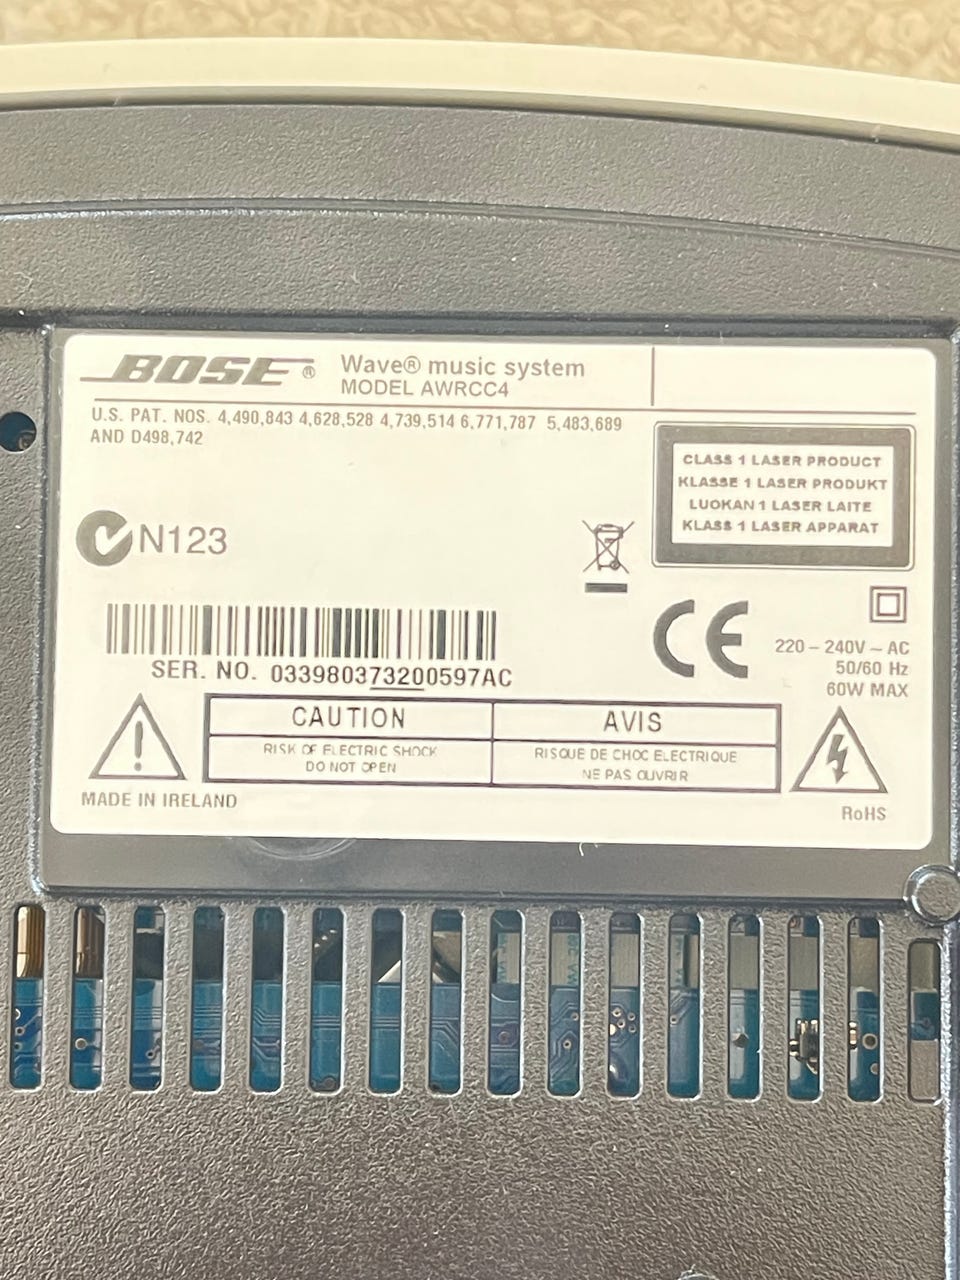 BOSE® Wave® music system
MODEL AWRCC4
U.S. PAT. NOS. 4,490,843 4,628,528 4,739,514 6,771,787 5,483,689
AND D498,742
CLASS 1 LASER PRODUCT
KLASSE 1 LASER PRODUKT
LUOKAN 1 LASER LAITE
KLASS 1 LASER APPARAT
N123
CE
220 – 240V ~ AC
50/60 Hz
60W MAX
SER. NO. 033980373200597AC
CAUTION
RISK OF ELECTRIC SHOCK
DO NOT OPEN
AVIS
RISQUE DE CHOC ELECTRIQUE
NE PAS OUVRIR
MADE IN IRELAND
RoHS